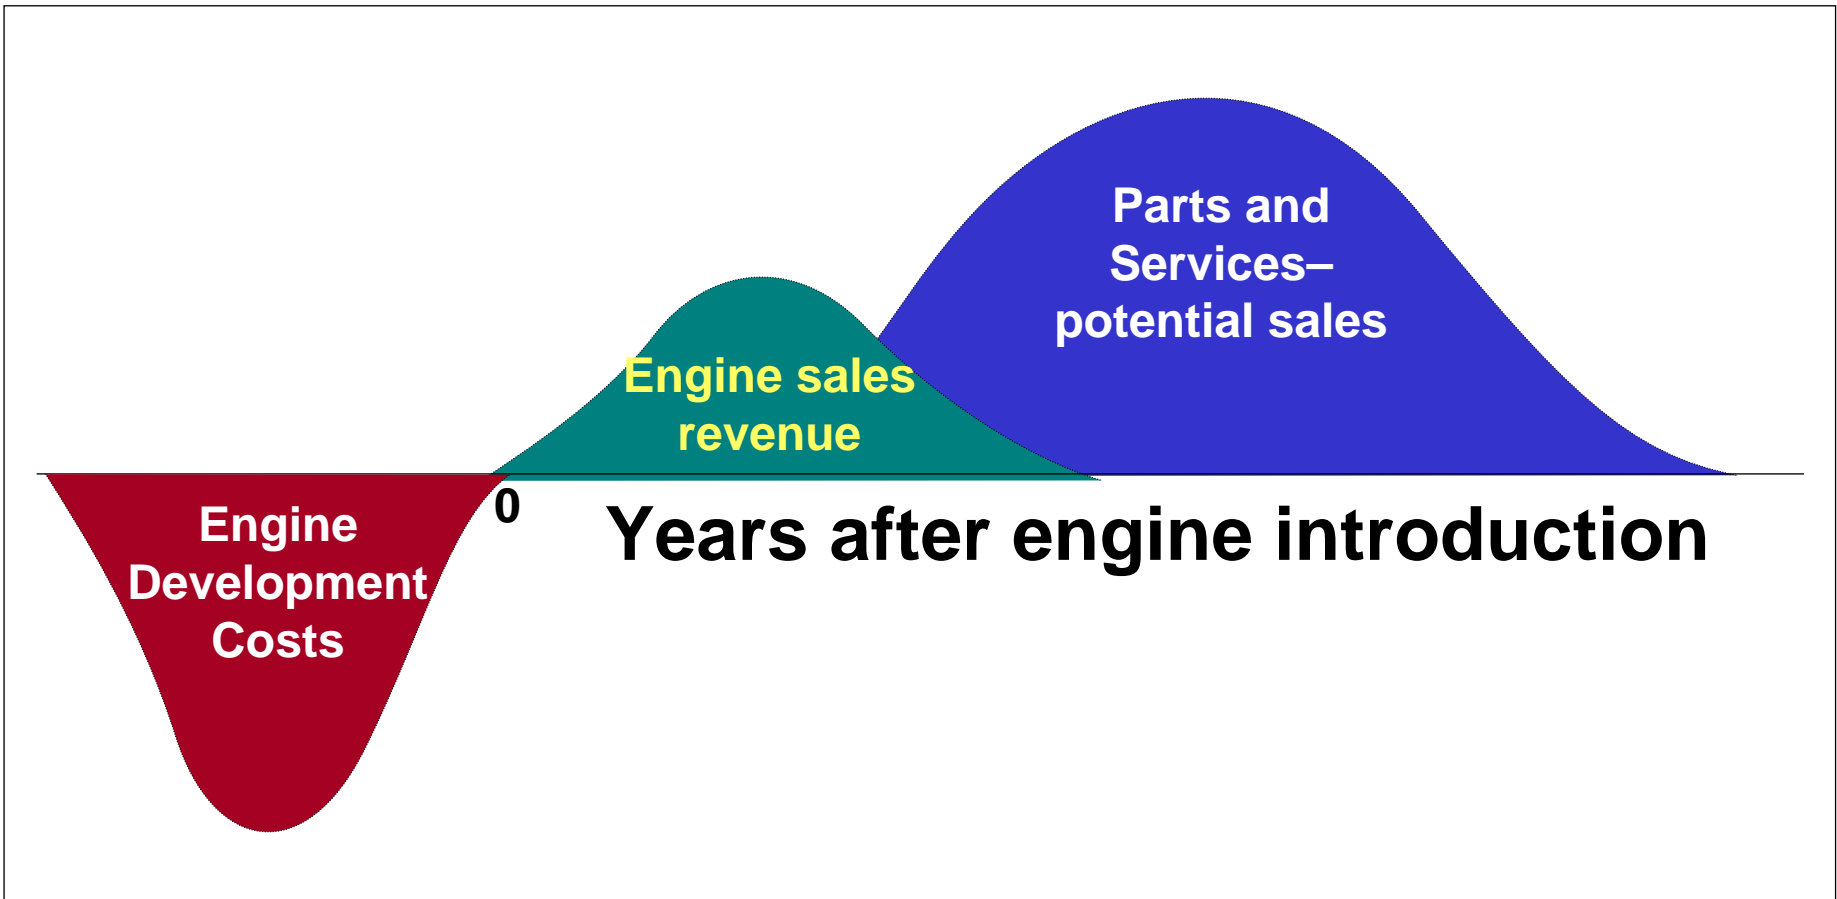 Parts and
Services–
potential sales
Engine sales
revenue
0
Years after engine introduction
Engine
Development
Costs